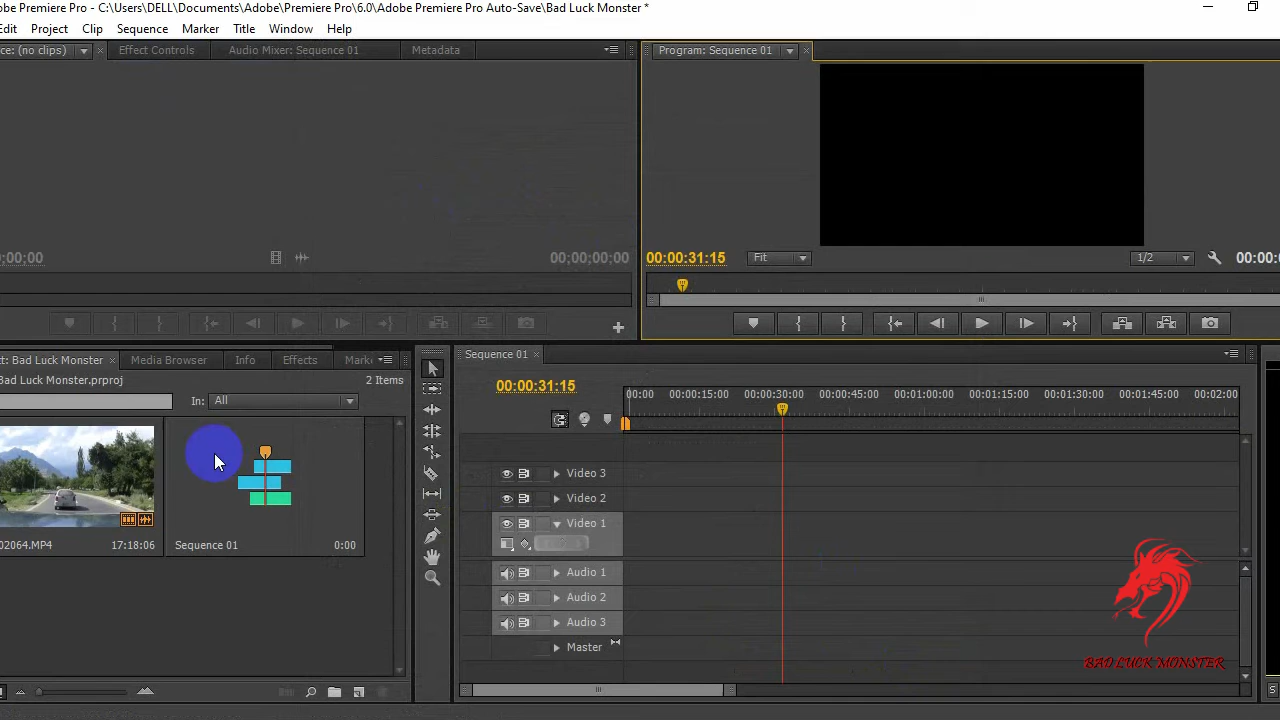 obe Premiere Pro - C:\Users\DELL\Documents\Adobe\Premiere Pro\6.0\Adobe Premiere Pro Auto-Save\Bad Luck Monster *
Edit Project Clip Sequence Marker Title Window Help
ce: (no clips) Effect Controls Audio Mixer: Sequence 01 Metadata
Program: Sequence 01
0:00:00 00;00;00;00
00:00:31:15 Fit 1/2 00:00:0
ct: Bad Luck Monster Media Browser Info Effects Marke
Bad Luck Monster.prproj 2 Items
In: All
02064.MP4 17:18:06 Sequence 01 0:00
Sequence 01
00:00:31:15
00:00 00:00:15:00 00:00:30:00 00:00:45:00 00:01:00:00 00:01:15:00 00:01:30:00 00:01:45:00 00:02:00
Video 3
Video 2
Video 1
Audio 1
Audio 2
Audio 3
Master
BAD LUCK MONSTER